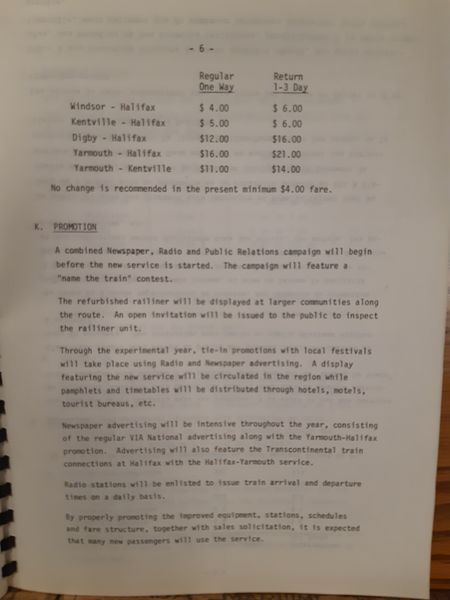 - 6 -
Regular Return
One Way 1-3 Day
Windsor - Halifax $ 4.00 $ 6.00
Kentville - Halifax $ 5.00 $ 6.00
Digby - Halifax $12.00 $16.00
Yarmouth - Halifax $16.00 $21.00
Yarmouth - Kentville $11.00 $14.00
No change is recommended in the present minimum $4.00 fare.
K. PROMOTION
A combined Newspaper, Radio and Public Relations campaign will begin
before the new service is started. The campaign will feature a
"name the train" contest.
The refurbished railiner will be displayed at larger communities along
the route. An open invitation will be issued to the public to inspect
the railiner unit.
Through the experimental year, tie-in promotions with local festivals
will take place using Radio and Newspaper advertising. A display
featuring the new service will be circulated in the region while
pamphlets and timetables will be distributed through hotels, motels,
tourist bureaus, etc.
Newspaper advertising will be intensive throughout the year, consisting
of the regular VIA National advertising along with the Yarmouth-Halifax
promotion. Advertising will also feature the Transcontinental train
connections at Halifax with the Halifax-Yarmouth service.
Radio stations will be enlisted to issue train arrival and departure
times on a daily basis.
By properly promoting the improved equipment, stations, schedules
and fare structure, together with sales solicitation, it is expected
that many new passengers will use the service.